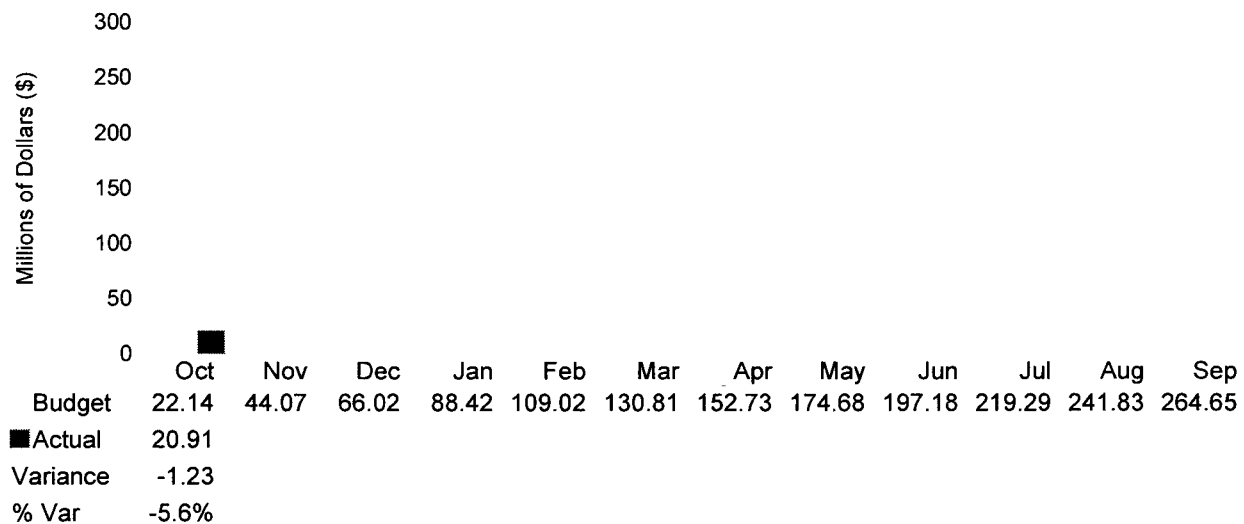 300
250
200
150
100
50
0
Millions of Dollars ($)
Oct Nov Dec Jan Feb Mar Apr May Jun Jul Aug Sep
Budget 22.14 44.07 66.02 88.42 109.02 130.81 152.73 174.68 197.18 219.29 241.83 264.65
Actual 20.91
Variance -1.23
% Var -5.6%